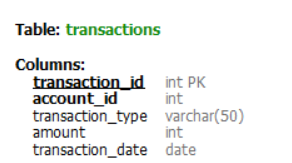 Table: transactions
Columns:
transaction_id int PK
account_id int
transaction_type varchar(50)
amount int
transaction_date date